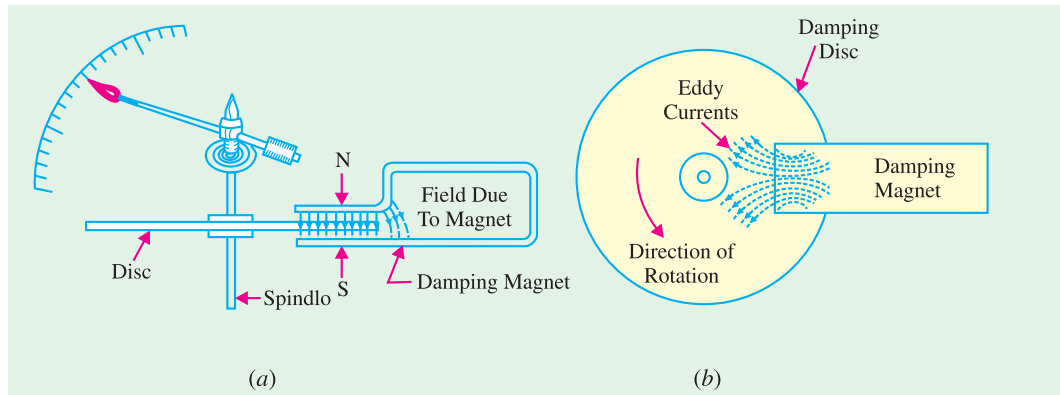 N
Field Due
To Magnet
Disc
Spindlo
S
Damping Magnet
(a)
Damping
Disc
Eddy
Currents
Damping
Magnet
Direction of
Rotation
(b)